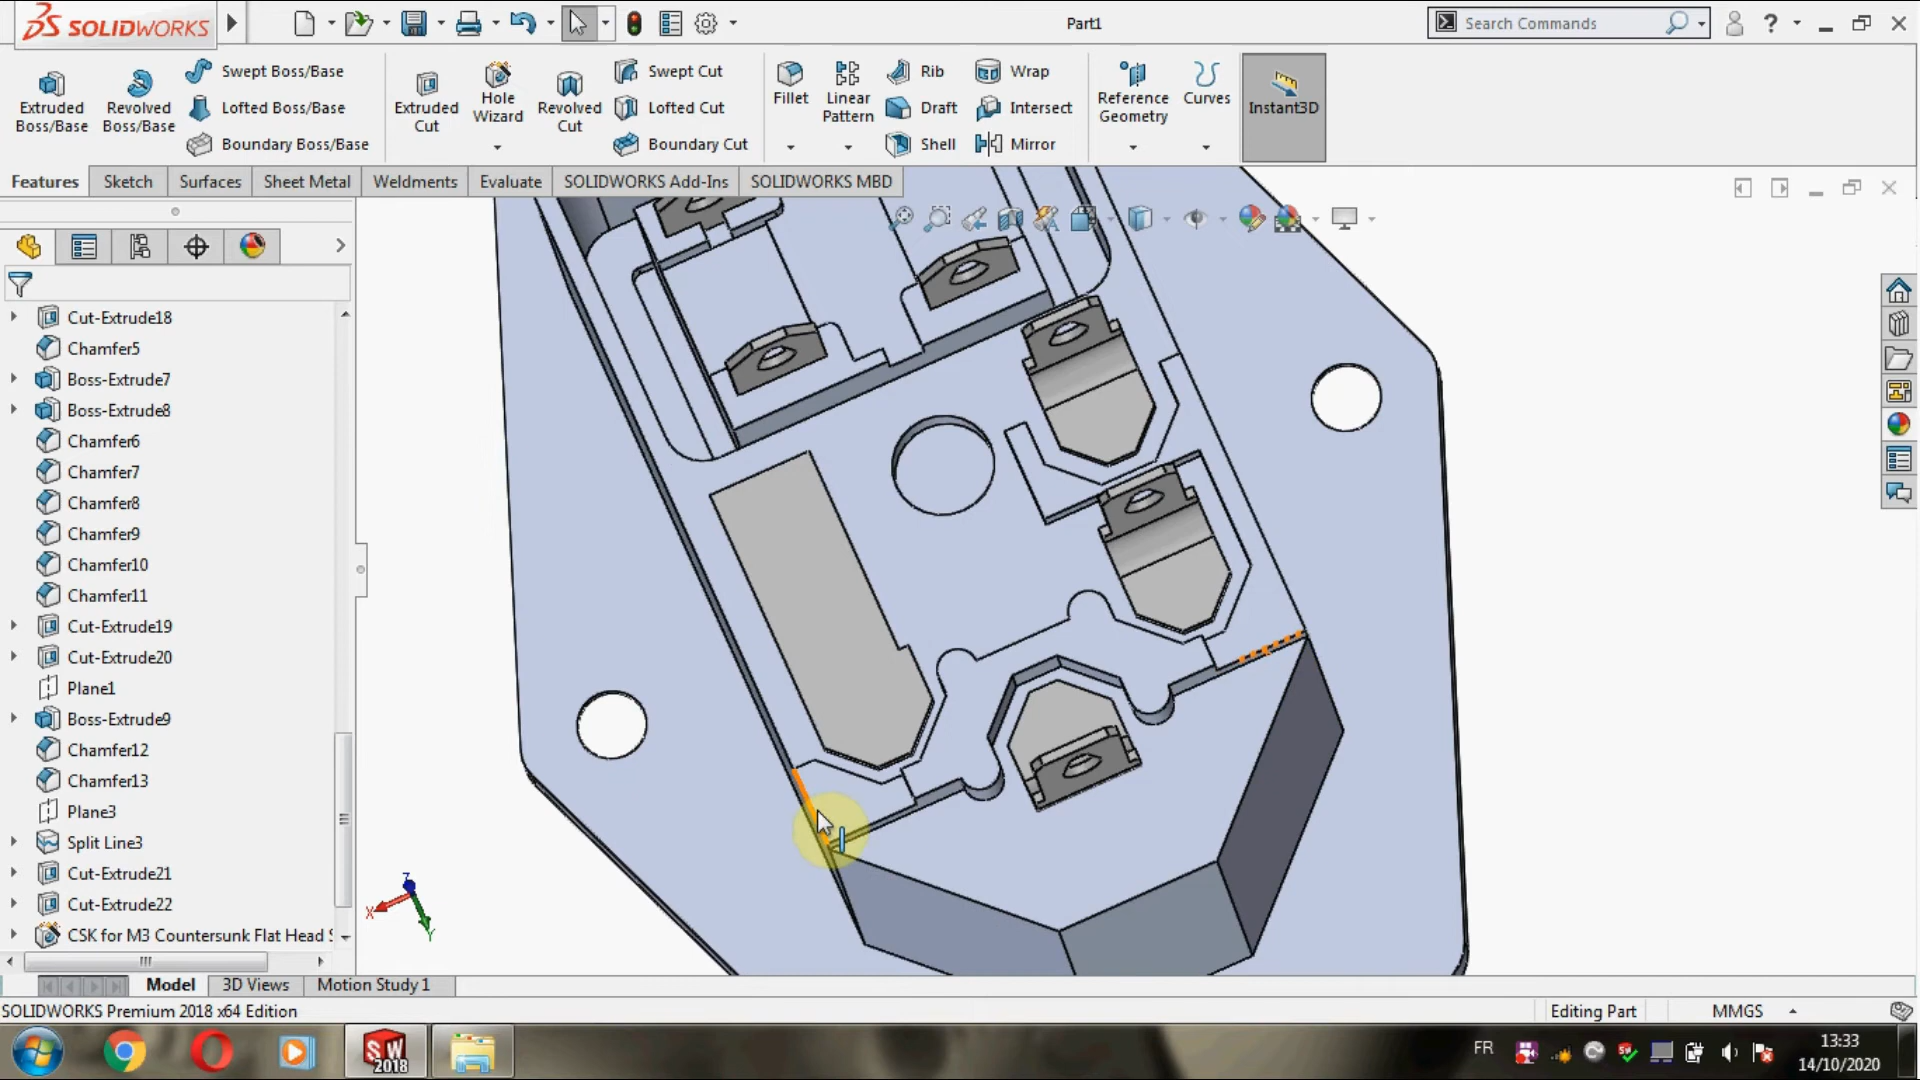 SOLIDWORKS
Part1
Search Commands
?
Extruded Boss/Base
Revolved Boss/Base
Swept Boss/Base
Lofted Boss/Base
Boundary Boss/Base
Extruded Cut
Hole Wizard
Revolved Cut
Swept Cut
Lofted Cut
Boundary Cut
Fillet
Linear Pattern
Rib
Draft
Shell
Wrap
Intersect
Mirror
Reference Geometry
Curves
Instant3D
Features
Sketch
Surfaces
Sheet Metal
Weldments
Evaluate
SOLIDWORKS Add-Ins
SOLIDWORKS MBD
Cut-Extrude18
Chamfer5
Boss-Extrude7
Boss-Extrude8
Chamfer6
Chamfer7
Chamfer8
Chamfer9
Chamfer10
Chamfer11
Cut-Extrude19
Cut-Extrude20
Plane1
Boss-Extrude9
Chamfer12
Chamfer13
Plane3
Split Line3
Cut-Extrude21
Cut-Extrude22
CSK for M3 Countersunk Flat Head S
Z
X
Y
Model
3D Views
Motion Study 1
SOLIDWORKS Premium 2018 x64 Edition
Editing Part
MMGS
SW
2018
FR
13:33
14/10/2020